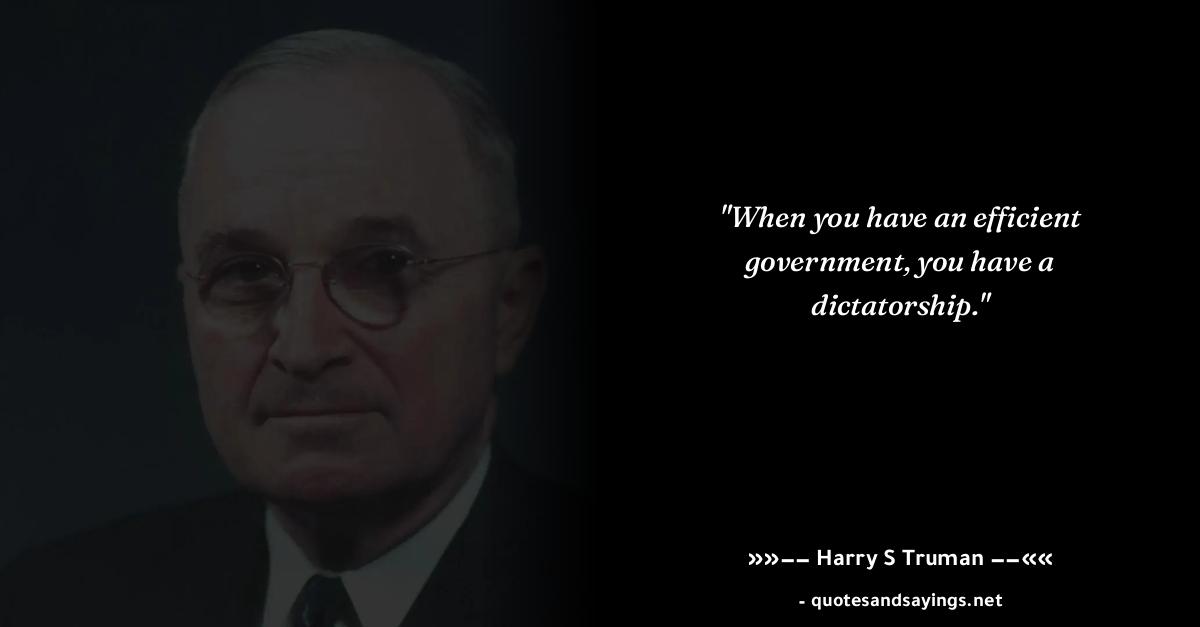 "When you have an efficient
government, you have a
dictatorship."
»»–– Harry S Truman ––««
- quotesandsayings.net